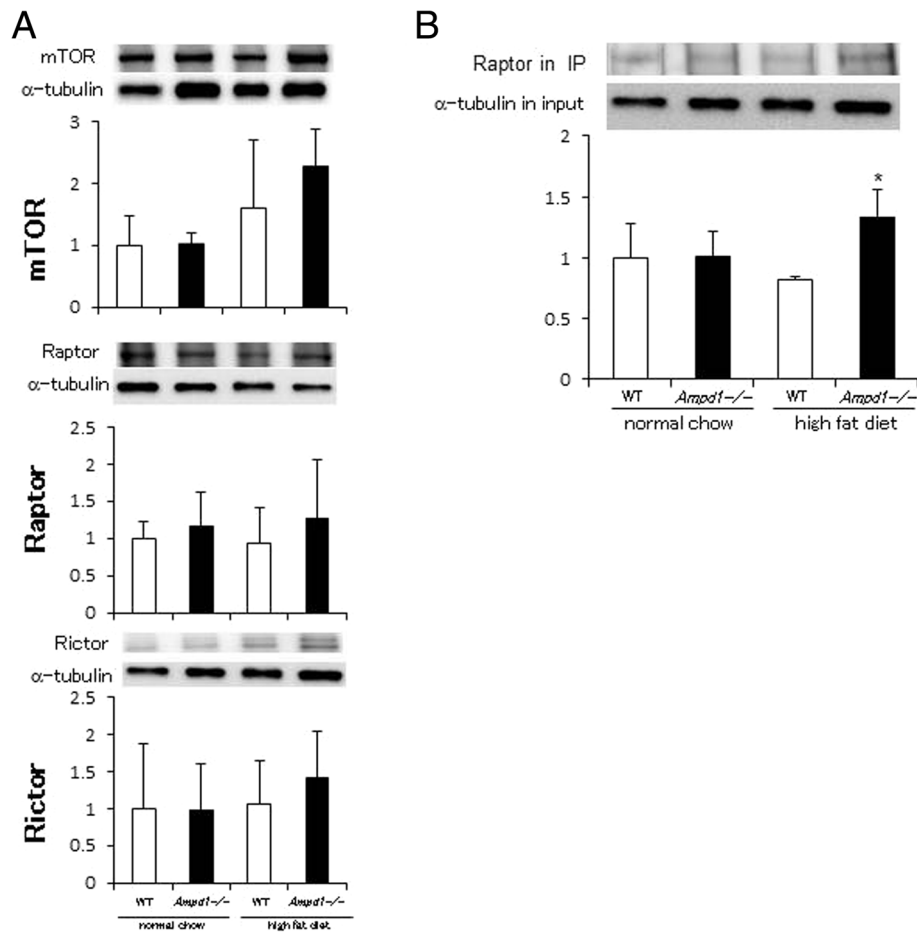 A
mTOR
α-tubulin
3
2
1
0
mTOR
Raptor
α-tubulin
2.5
2
1.5
1
0.5
0
Raptor
Rictor
α-tubulin
2.5
2
1.5
1
0.5
0
Rictor
WT Ampd1-/- WT Ampd1-/-
normal chow high fat diet
B
Raptor in IP
α-tubulin in input
2
1.5
1
0.5
0
*
WT Ampd1-/- WT Ampd1-/-
normal chow high fat diet